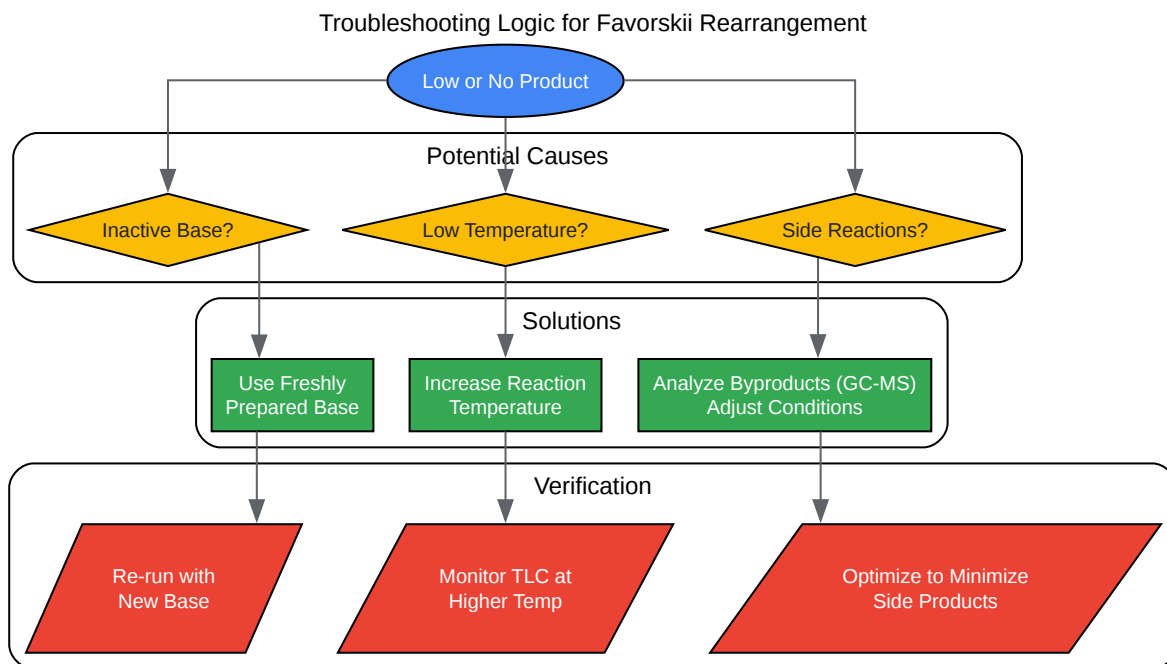 Troubleshooting Logic for Favorskii Rearrangement
Low or No Product
Potential Causes
Inactive Base?
Low Temperature?
Side Reactions?
Solutions
Use Freshly
Prepared Base
Increase Reaction
Temperature
Analyze Byproducts (GC-MS)
Adjust Conditions
Verification
Re-run with
New Base
Monitor TLC at
Higher Temp
Optimize to Minimize
Side Products